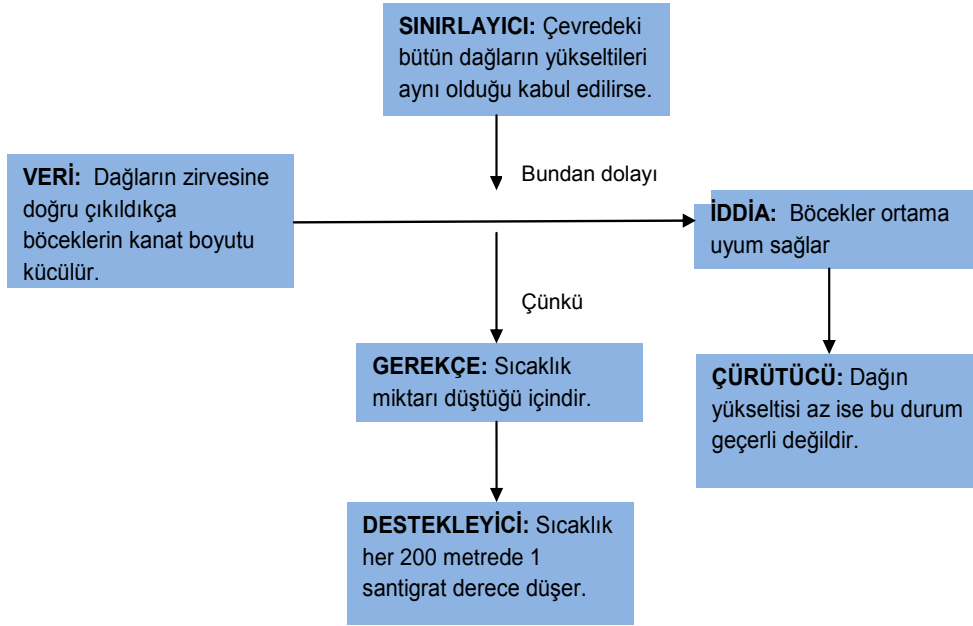 SINIRLAYICI: Çevredeki
bütün dağların yükseltileri
aynı olduğu kabul edilirse.
Bundan dolayı
VERİ: Dağların zirvesine
doğru çıkıldıkça
böceklerin kanat boyutu
kücülür.
İDDİA: Böcekler ortama
uyum sağlar
Çünkü
GEREKÇE: Sıcaklık
miktarı düştüğü içindir.
ÇÜRÜTÜCÜ: Dağın
yükseltisi az ise bu durum
geçerli değildir.
DESTEKLEYİCİ: Sıcaklık
her 200 metrede 1
santigrat derece düşer.